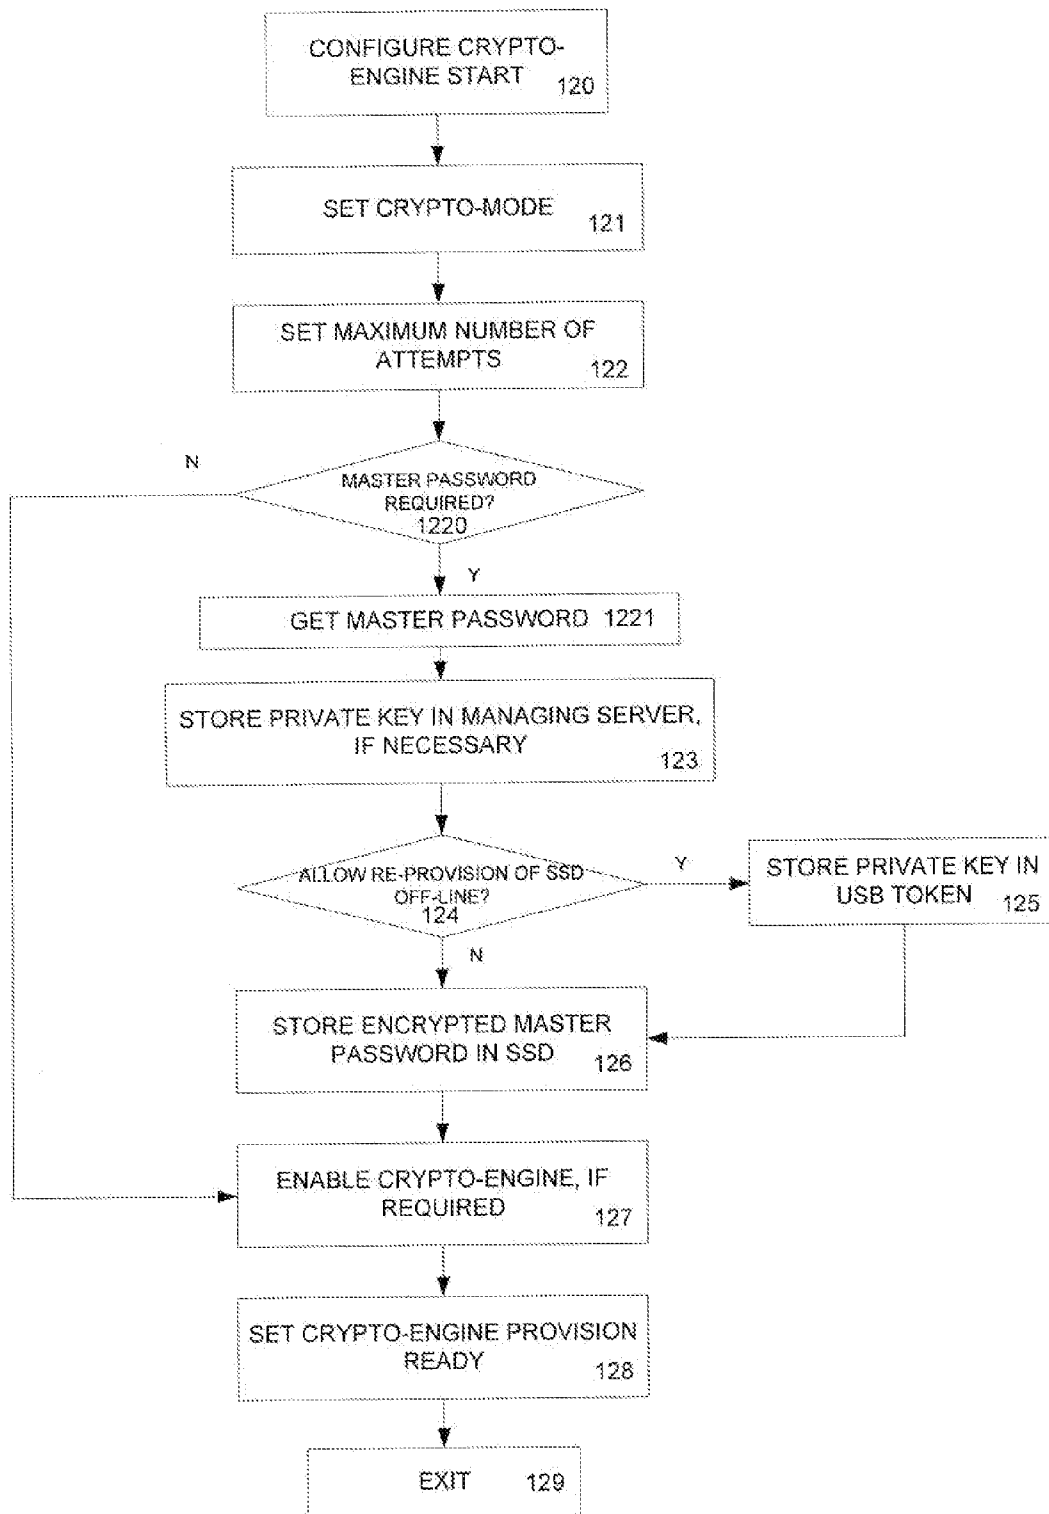 CONFIGURE CRYPTO-
ENGINE START
120
SET CRYPTO-MODE
121
SET MAXIMUM NUMBER OF
ATTEMPTS
122
N
MASTER PASSWORD
REQUIRED?
1220
Y
GET MASTER PASSWORD 1221
STORE PRIVATE KEY IN MANAGING SERVER,
IF NECESSARY
123
ALLOW RE-PROVISION OF SSD
OFF-LINE?
124
Y
STORE PRIVATE KEY IN
USB TOKEN
125
N
STORE ENCRYPTED MASTER
PASSWORD IN SSD
126
ENABLE CRYPTO-ENGINE, IF
REQUIRED
127
SET CRYPTO-ENGINE PROVISION
READY
128
EXIT 129